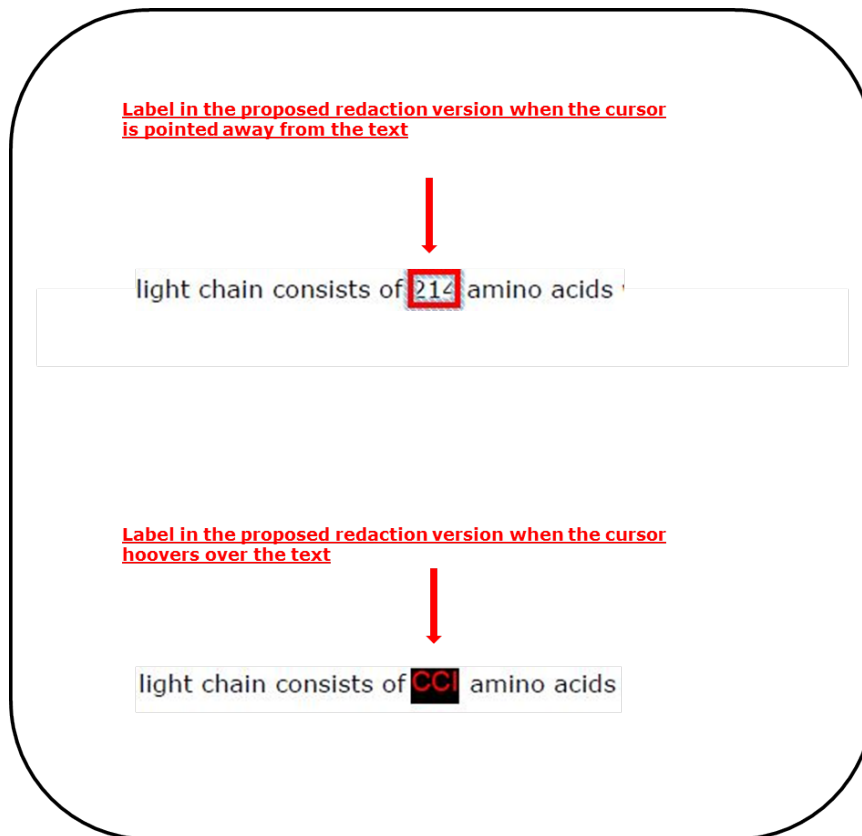 Label in the proposed redaction version when the cursor
is pointed away from the text
light chain consists of 214 amino acids
Label in the proposed redaction version when the cursor
hoovers over the text
light chain consists of CCI amino acids